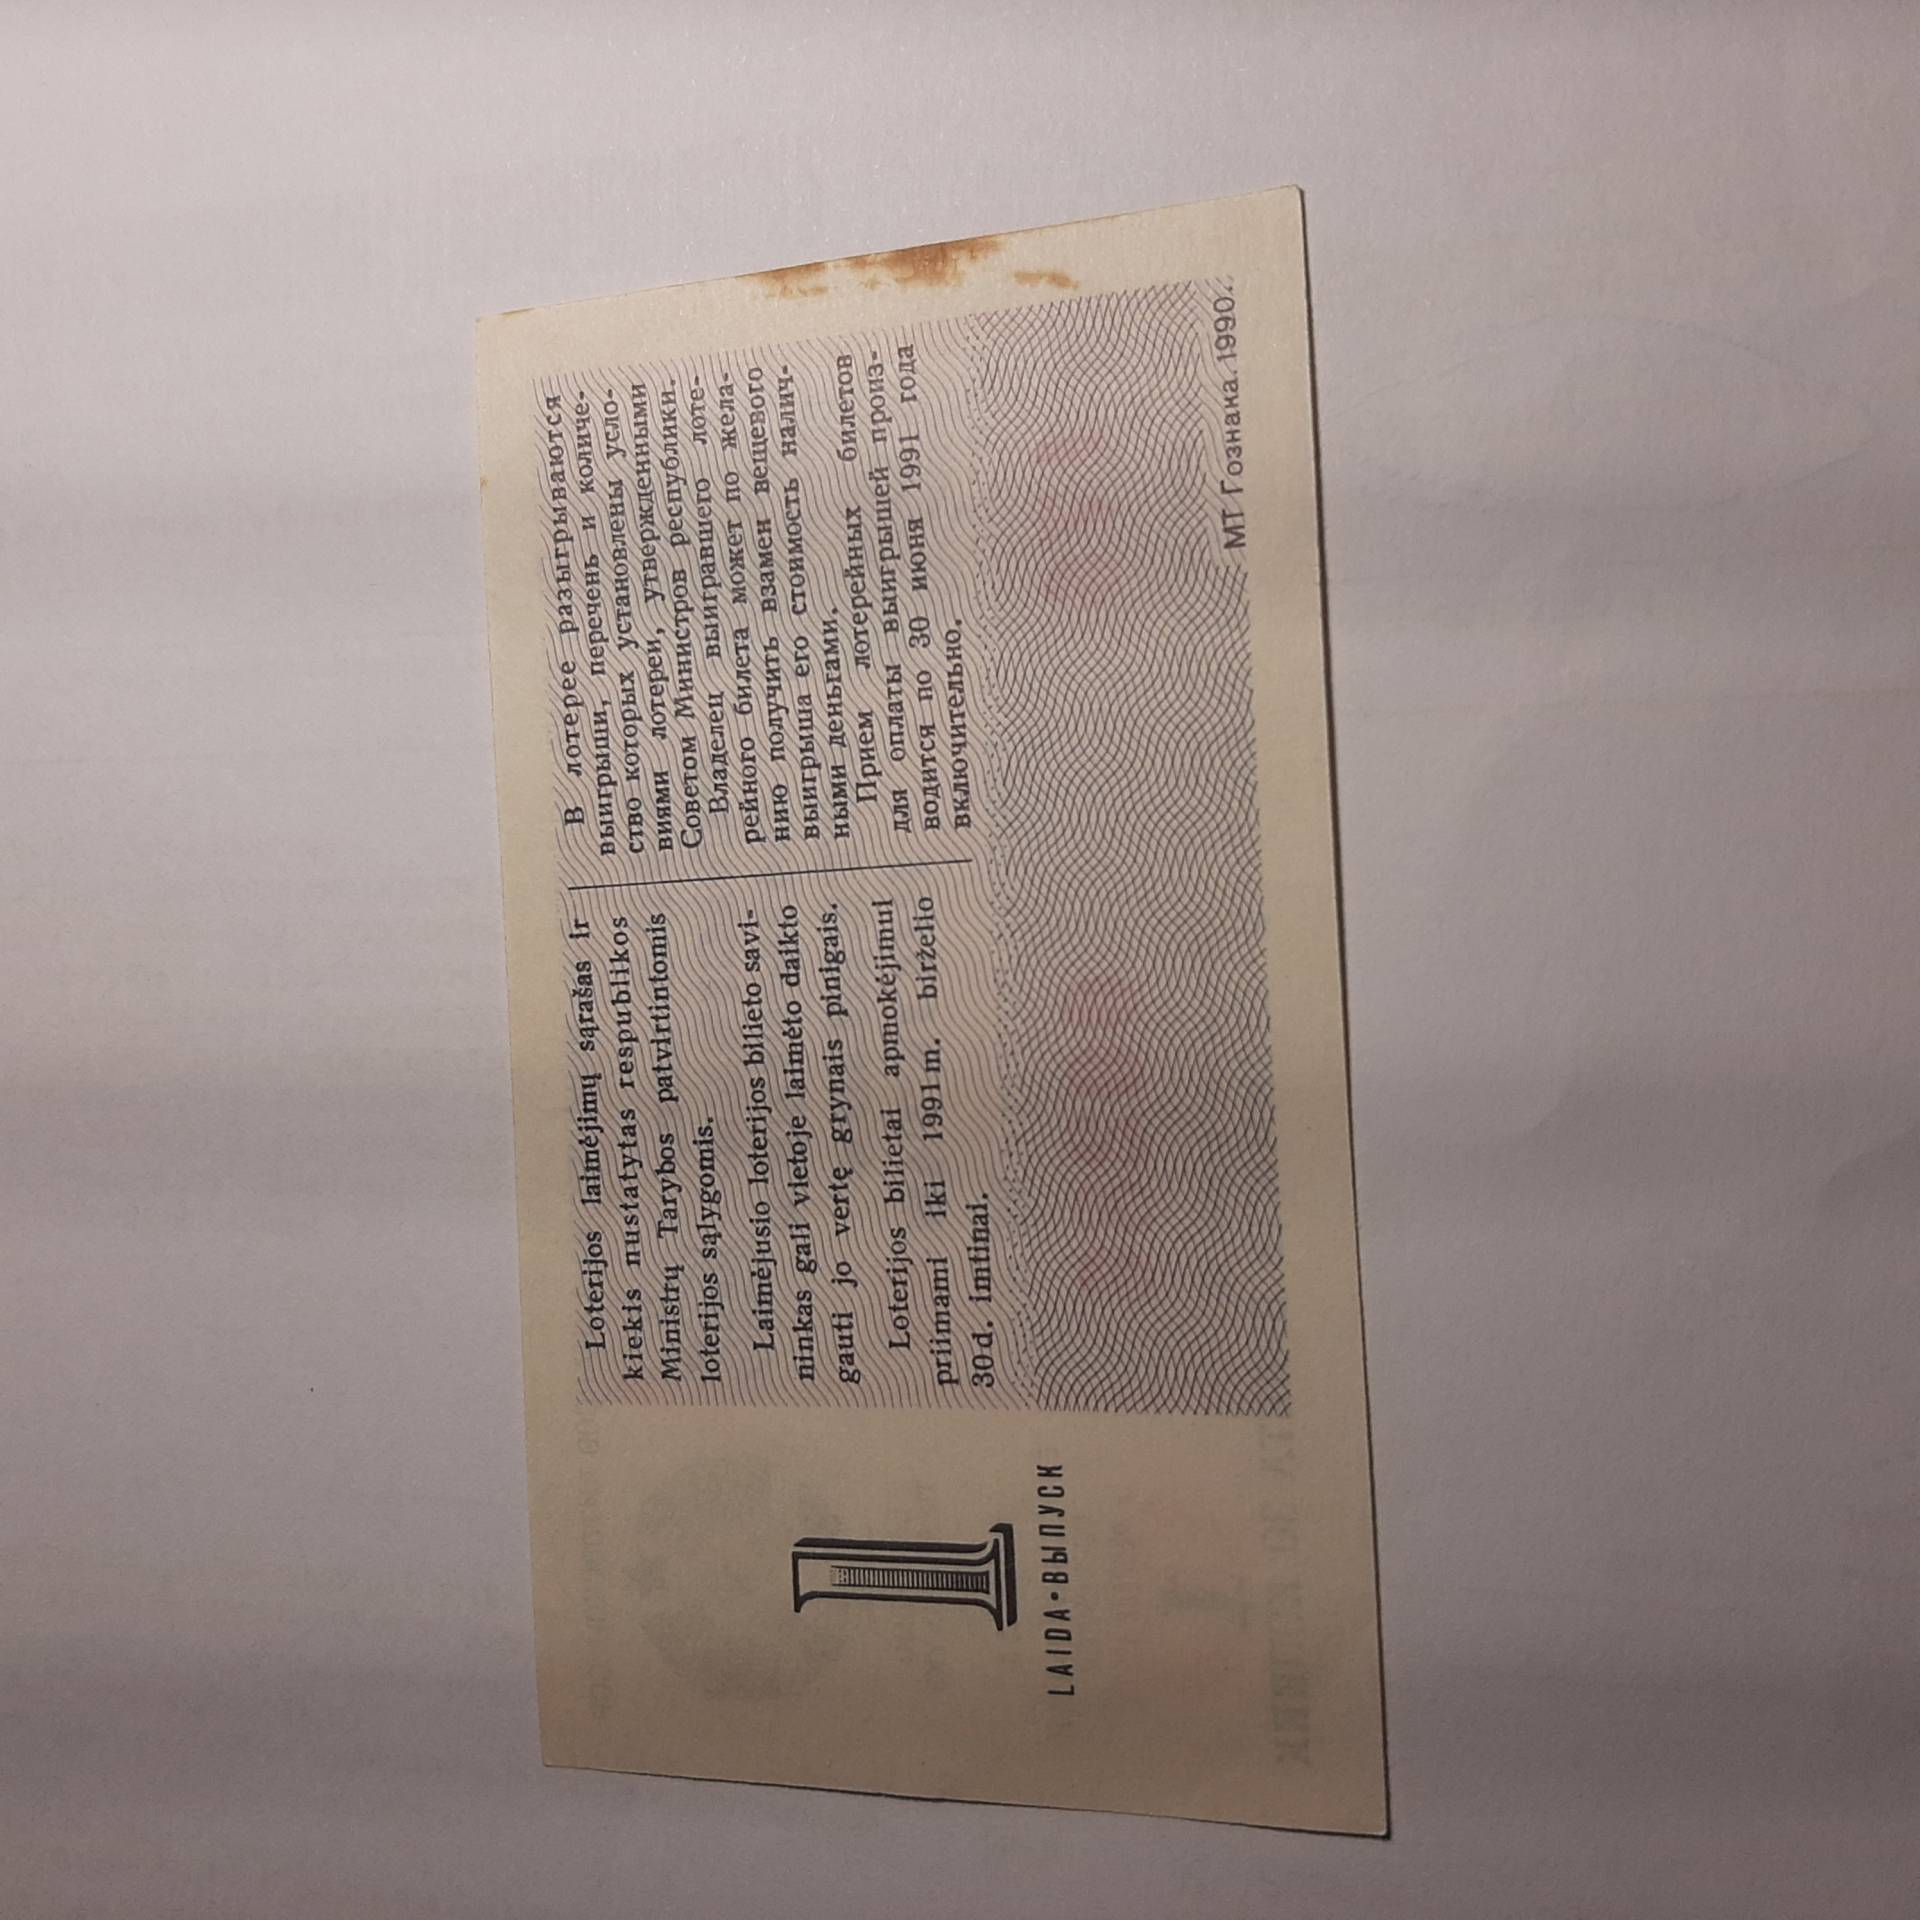 Loterijos laimėjimų sąrašas ir
kiekis nustatytas respublikos
Ministrų Tarybos patvirtintomis
loterijos sąlygomis.
Laimėjusio loterijos bilieto savi-
ninkas gali vietoje laimėto daikto
gauti jo vertę grynais pinigais.
Loterijos bilietai apmokėjimui
priimami iki 1991 m. birželio
30 d. imtinai.
В лотерее разыгрываются
выигрыши, перечень и количе-
ство которых установлены усло-
виями лотереи, утвержденными
Советом Министров республики.
Владелец выигравшего лоте-
рейного билета может по жела-
нию получить взамен вещевого
выигрыша его стоимость налич-
ными деньгами.
Прием лотерейных билетов
для оплаты выигрышей произ-
водится по 30 июня 1991 года
включительно.
1
LAIDA • ВЫПУСК
МТ Гознака. 1990.